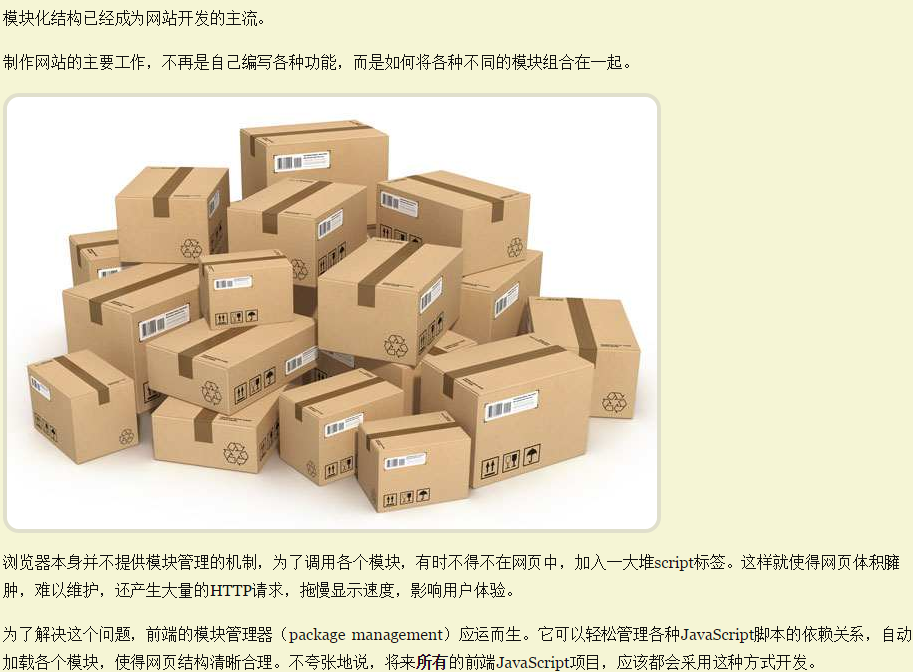 模块化结构已经成为网站开发的主流。
制作网站的主要工作，不再是自己编写各种功能，而是如何将各种不同的模块组合在一起。
浏览器本身并不提供模块管理的机制，为了调用各个模块，有时不得不在网页中，加入一大堆script标签。这样就使得网页体积臃
肿，难以维护，还产生大量的HTTP请求，拖慢显示速度，影响用户体验。
为了解决这个问题，前端的模块管理器（package management）应运而生。它可以轻松管理各种JavaScript脚本的依赖关系，自动
加载各个模块，使得网页结构清晰合理。不夸张地说，将来所有的前端JavaScript项目，应该都会采用这种方式开发。